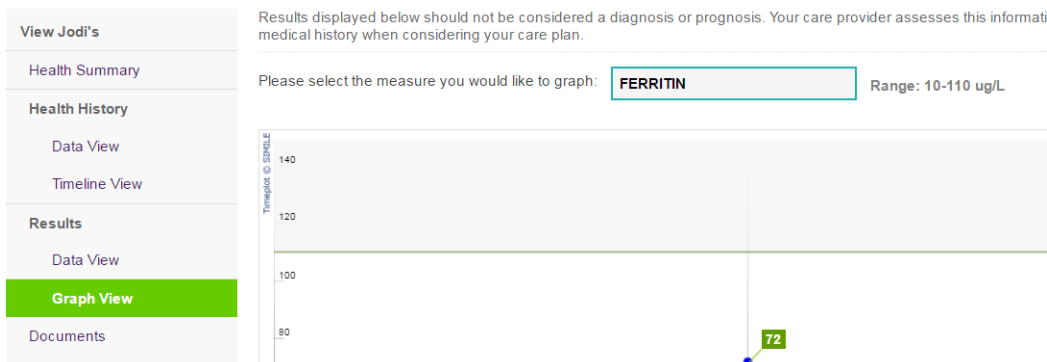 View Jodi's
Health Summary
Health History
Data View
Timeline View
Results
Data View
Graph View
Documents
Results displayed below should not be considered a diagnosis or prognosis. Your care provider assesses this informati
medical history when considering your care plan.
Please select the measure you would like to graph: FERRITIN Range: 10-110 ug/L
Timeplot © SIMILE
140
120
100
80
72